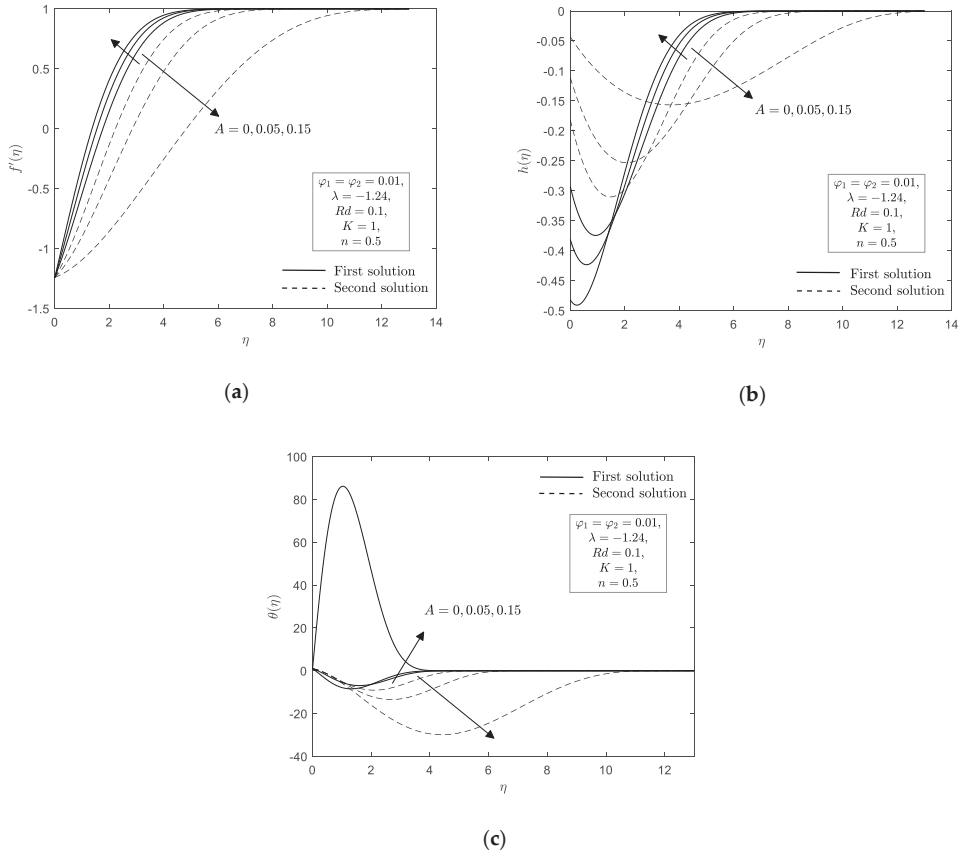 1
0.5
0
-0.5
-1
-1.5
f′(η)
0 2 4 6 8 10 12 14
η
A = 0, 0.05, 0.15
φ₁ = φ₂ = 0.01,
λ = −1.24,
Rd = 0.1,
K = 1,
n = 0.5
First solution
Second solution
(a)
0
-0.05
-0.1
-0.15
-0.2
-0.25
-0.3
-0.35
-0.4
-0.45
-0.5
h(η)
0 2 4 6 8 10 12 14
η
A = 0, 0.05, 0.15
φ₁ = φ₂ = 0.01,
λ = −1.24,
Rd = 0.1,
K = 1,
n = 0.5
First solution
Second solution
(b)
100
80
60
40
20
0
-20
-40
θ(η)
0 2 4 6 8 10 12
η
First solution
Second solution
φ₁ = φ₂ = 0.01,
λ = −1.24,
Rd = 0.1,
K = 1,
n = 0.5
A = 0, 0.05, 0.15
(c)